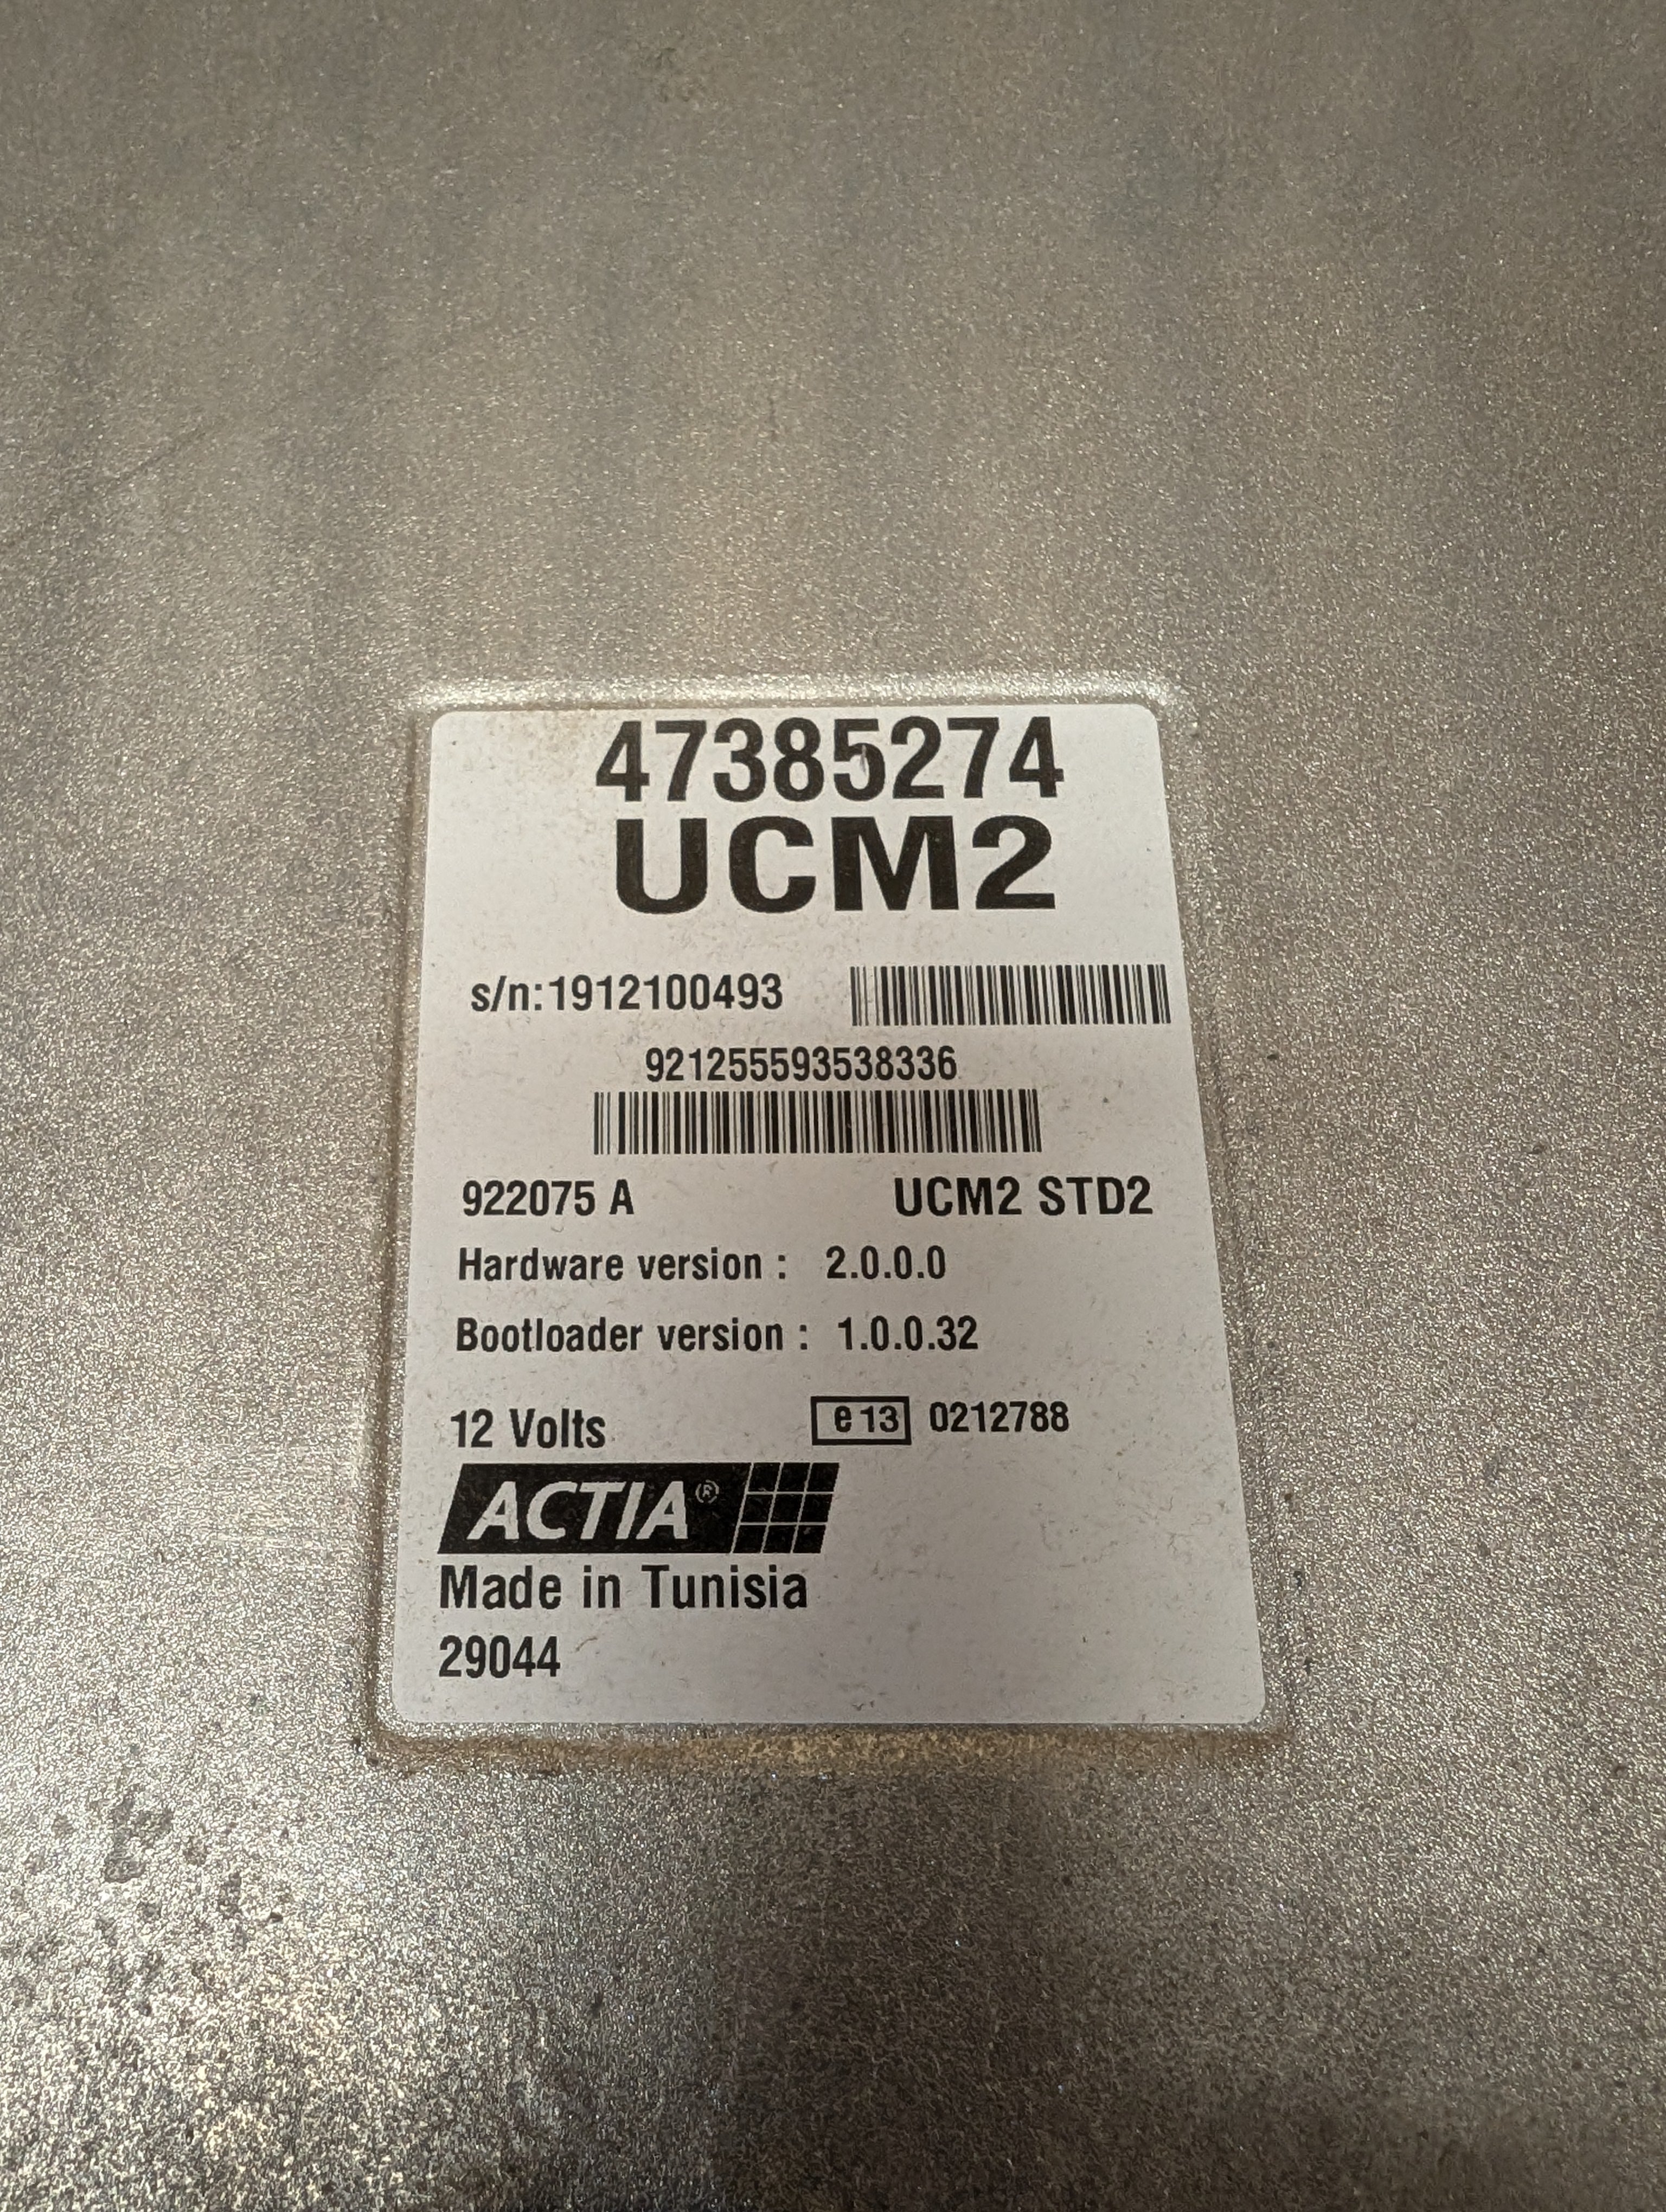 47385274
UCM2
s/n:1912100493
921255593538336
922075 A UCM2 STD2
Hardware version : 2.0.0.0
Bootloader version : 1.0.0.32
12 Volts e13 0212788
ACTIA®
Made in Tunisia
29044